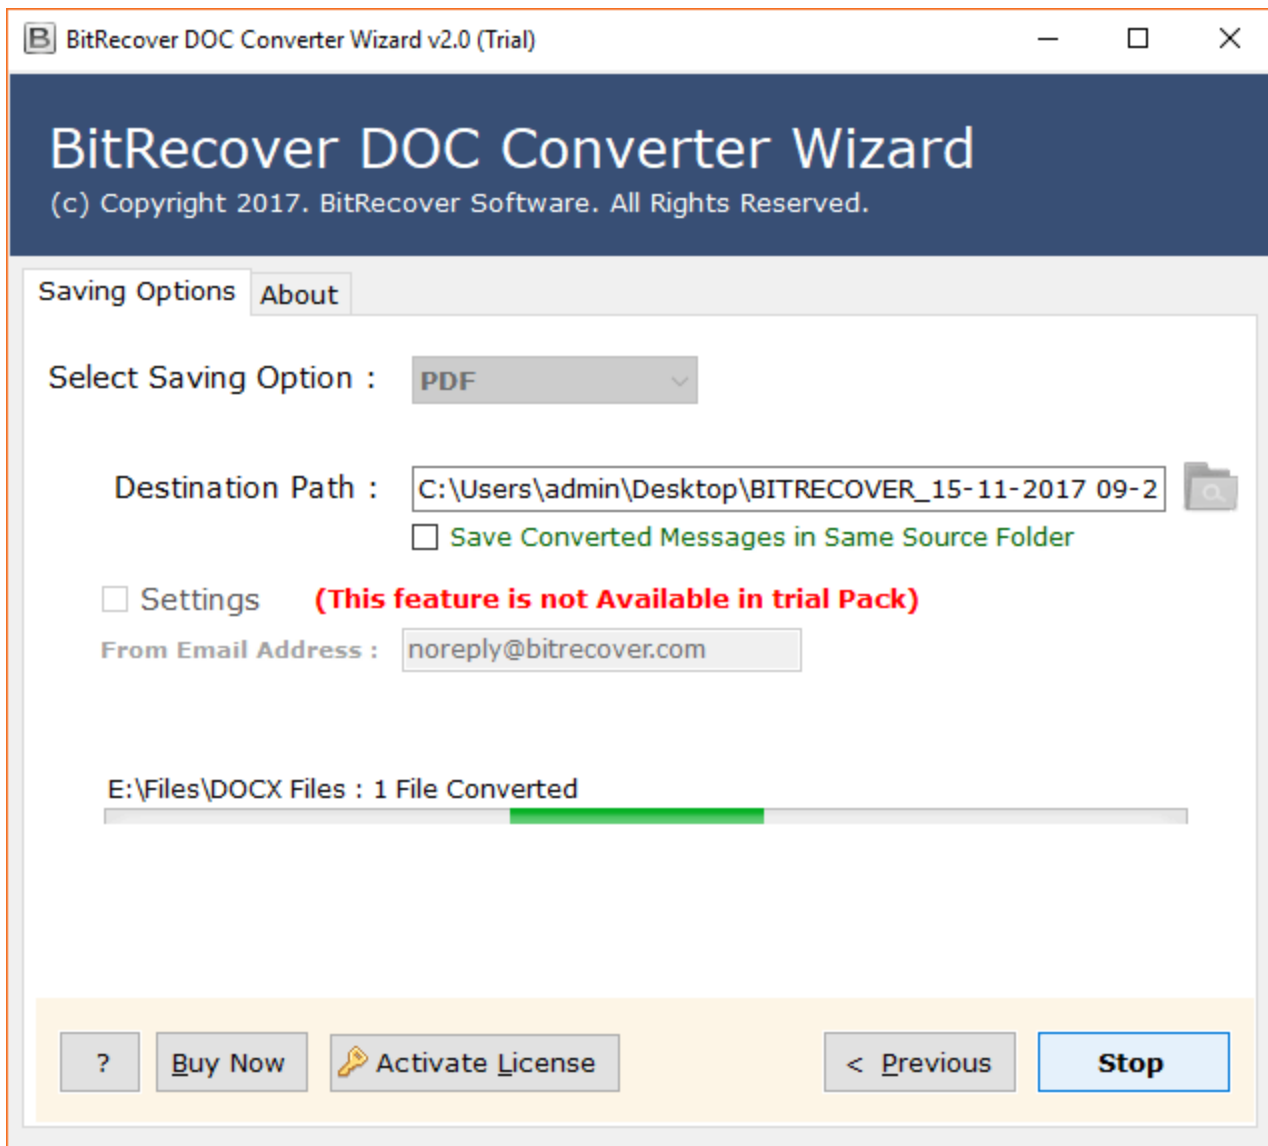 B BitRecover DOC Converter Wizard v2.0 (Trial)
BitRecover DOC Converter Wizard
(c) Copyright 2017. BitRecover Software. All Rights Reserved.
Saving Options About
Select Saving Option : PDF
Destination Path : C:\Users\admin\Desktop\BITRECOVER_15-11-2017 09-2
Save Converted Messages in Same Source Folder
Settings (This feature is not Available in trial Pack)
From Email Address : noreply@bitrecover.com
E:\Files\DOCX Files : 1 File Converted
? Buy Now Activate License < Previous Stop